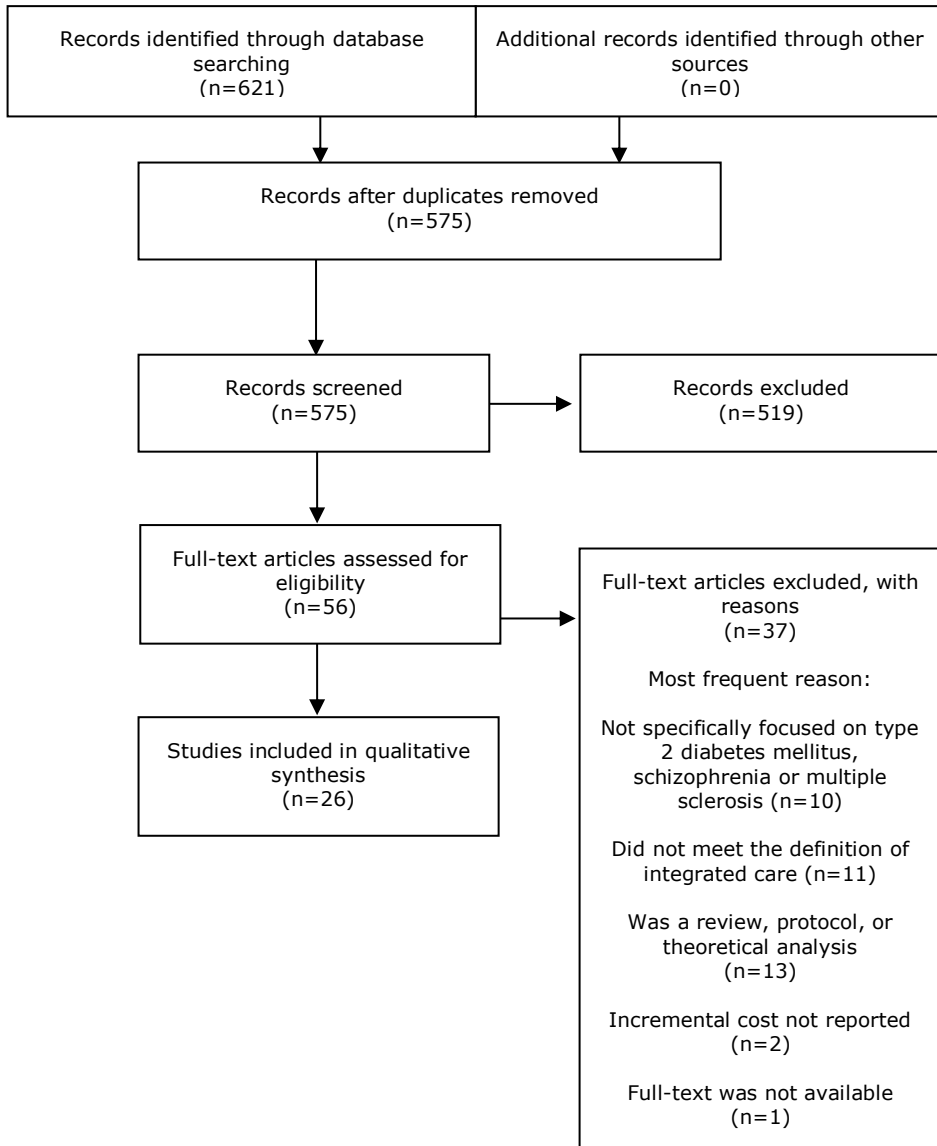 Records identified through database
searching
(n=621)
Additional records identified through other
sources
(n=0)
Records after duplicates removed
(n=575)
Records screened
(n=575)
Records excluded
(n=519)
Full-text articles assessed for
eligibility
(n=56)
Full-text articles excluded, with
reasons
(n=37)
Most frequent reason:
Not specifically focused on type
2 diabetes mellitus,
schizophrenia or multiple
sclerosis (n=10)
Did not meet the definition of
integrated care (n=11)
Was a review, protocol, or
theoretical analysis
(n=13)
Incremental cost not reported
(n=2)
Full-text was not available
(n=1)
Studies included in qualitative
synthesis
(n=26)